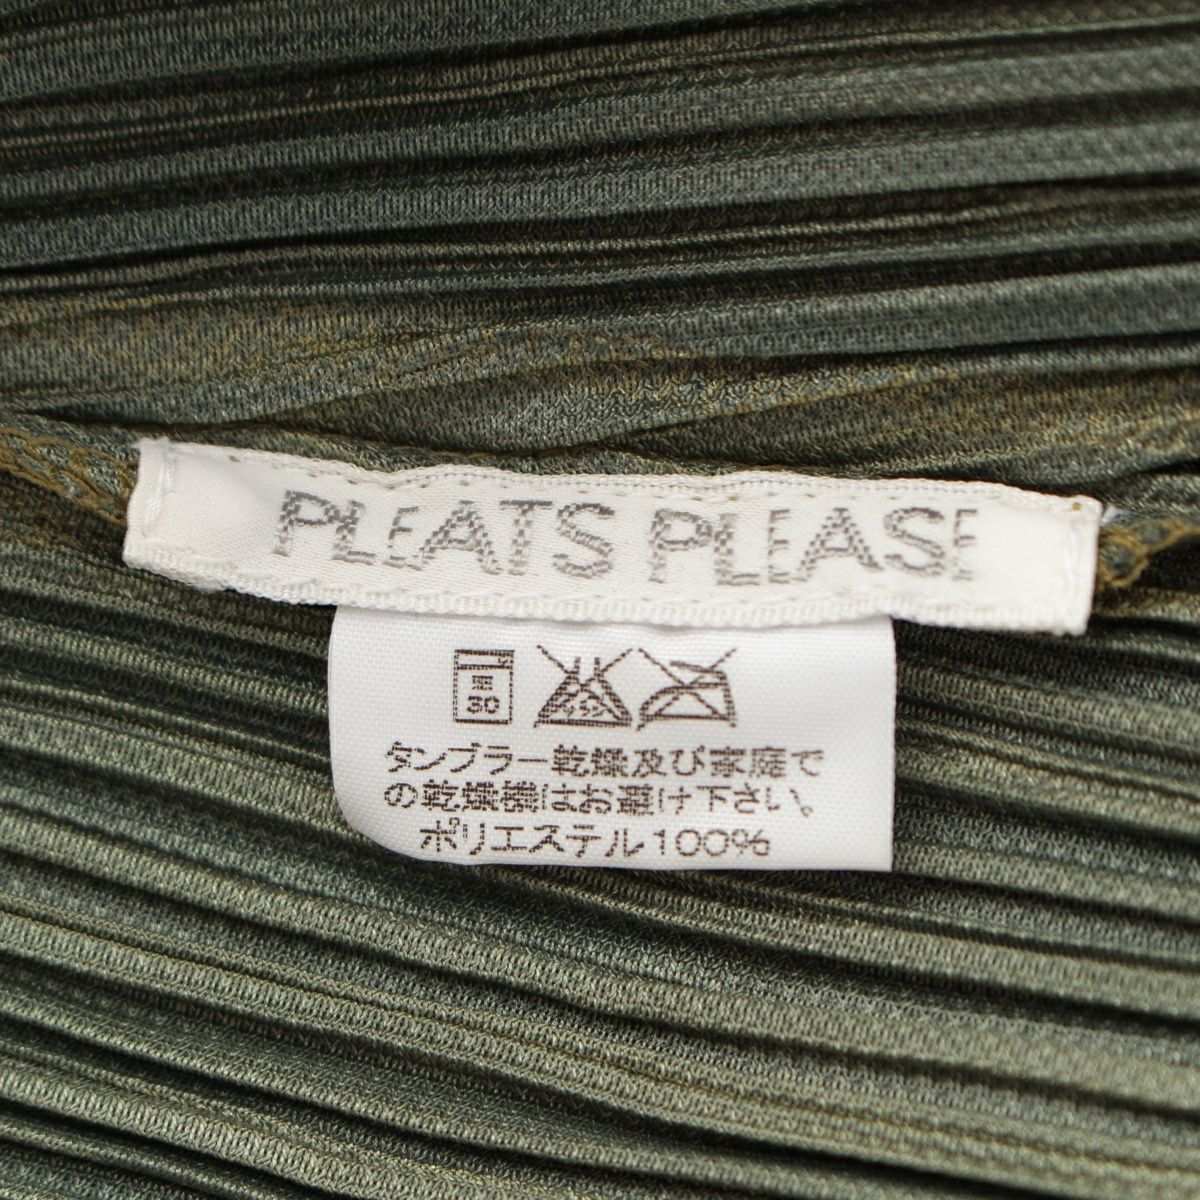 PLEATS PLEASE
30
タンブラー乾燥及び家庭で
の乾燥機はお避け下さい。
ポリエステル100%